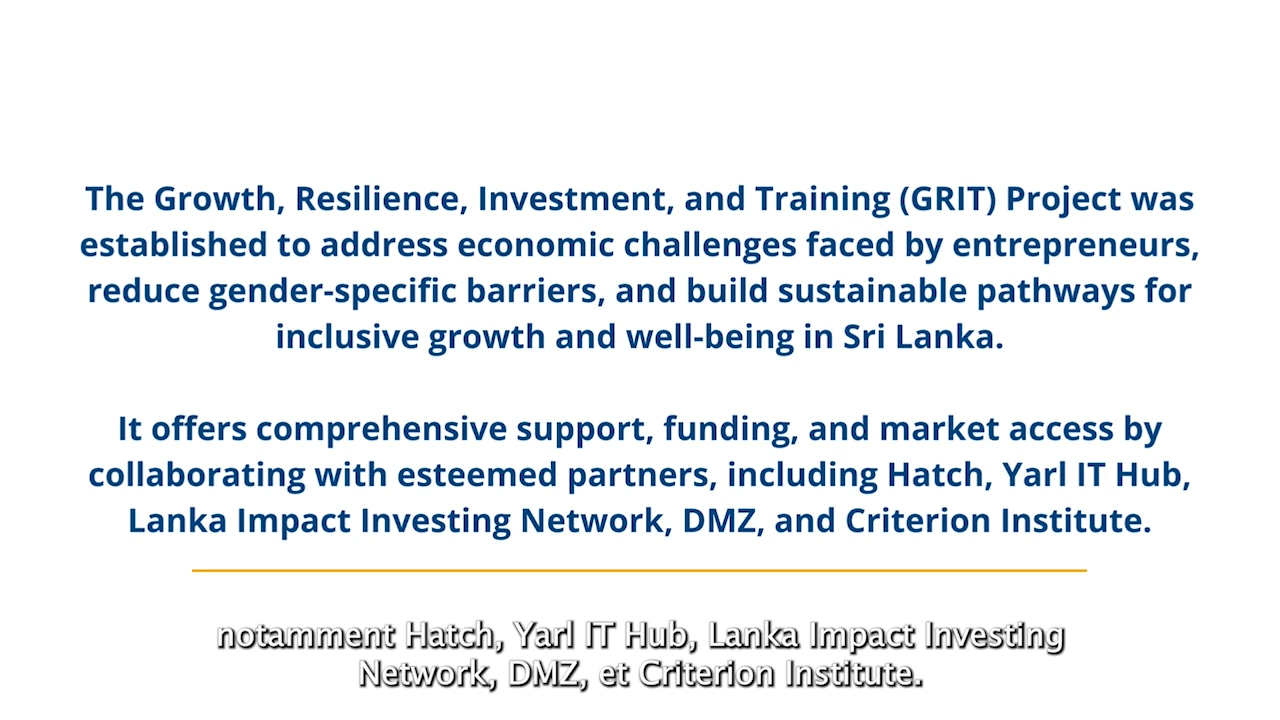 The Growth, Resilience, Investment, and Training (GRIT) Project was
established to address economic challenges faced by entrepreneurs,
reduce gender-specific barriers, and build sustainable pathways for
inclusive growth and well-being in Sri Lanka.
It offers comprehensive support, funding, and market access by
collaborating with esteemed partners, including Hatch, Yarl IT Hub,
Lanka Impact Investing Network, DMZ, and Criterion Institute.
notamment Hatch, Yarl IT Hub, Lanka Impact Investing
Network, DMZ, et Criterion Institute.